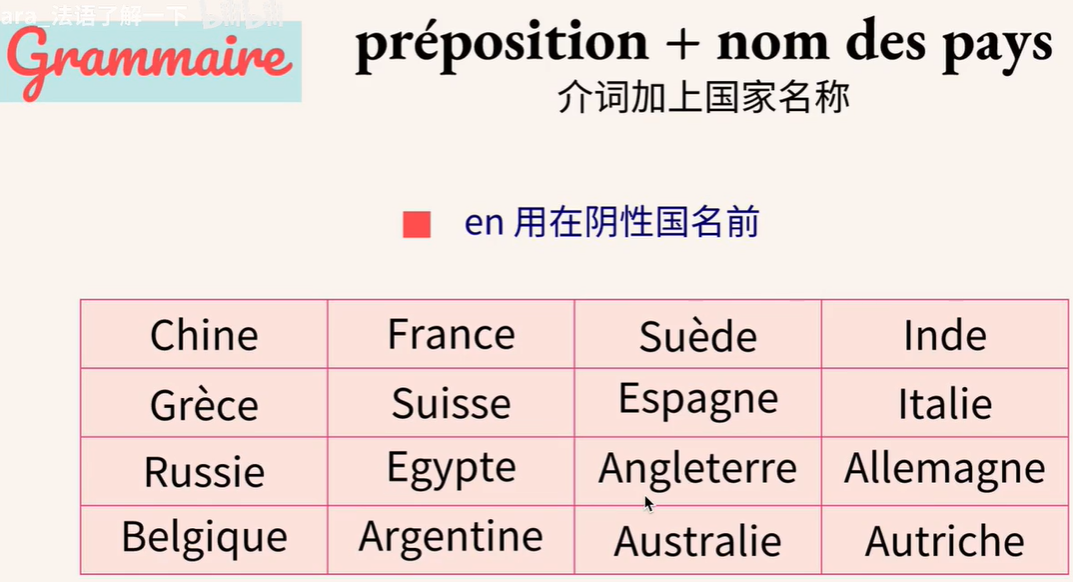 ara_法语了解一下 bilibili
Grammaire
préposition + nom des pays
介词加上国家名称
en 用在阴性国名前
Chine France Suède Inde
Grèce Suisse Espagne Italie
Russie Egypte Angleterre Allemagne
Belgique Argentine Australie Autriche